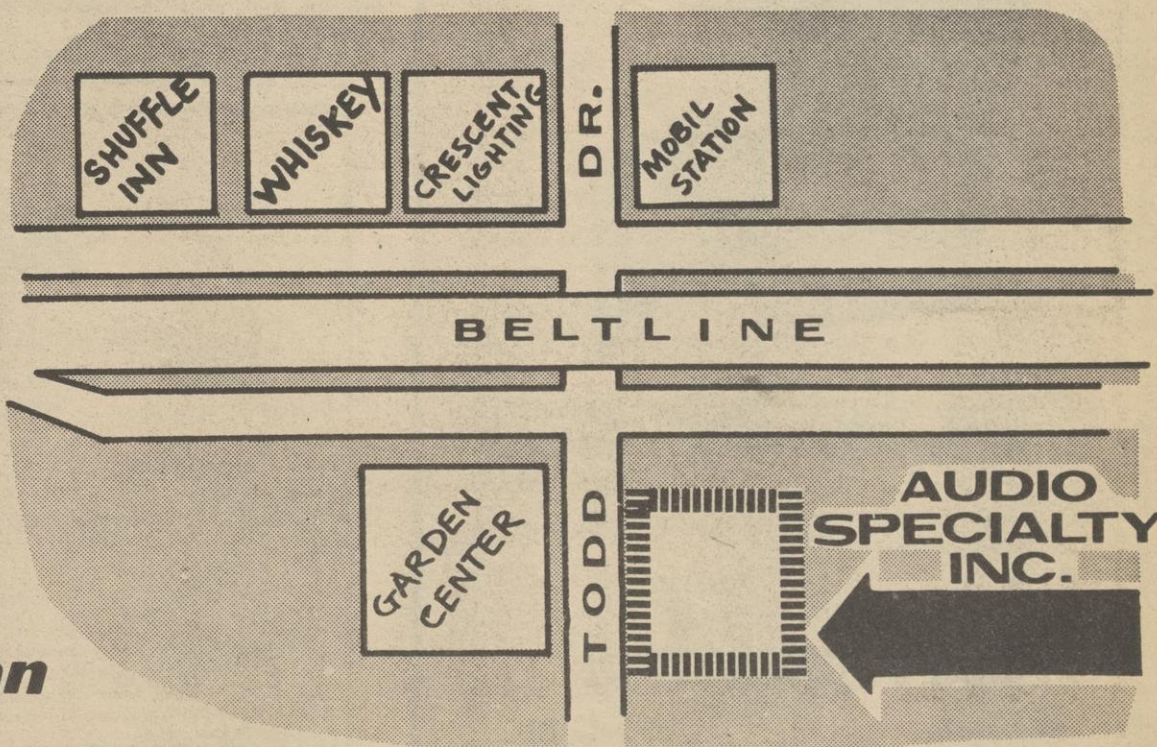 SHUFFLE
INN
WHISKEY
CRESCENT
LIGHTING
DR.
MOBIL
STATION
BELTLINE
GARDEN
CENTER
TODD
AUDIO
SPECIALTY
INC.